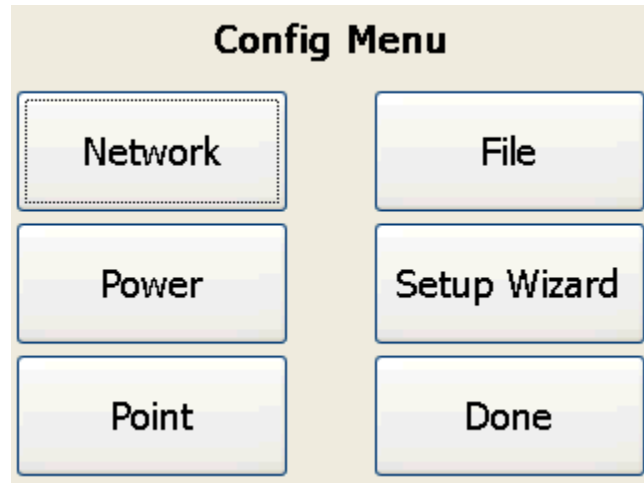 Config Menu
Network
File
Power
Setup Wizard
Point
Done